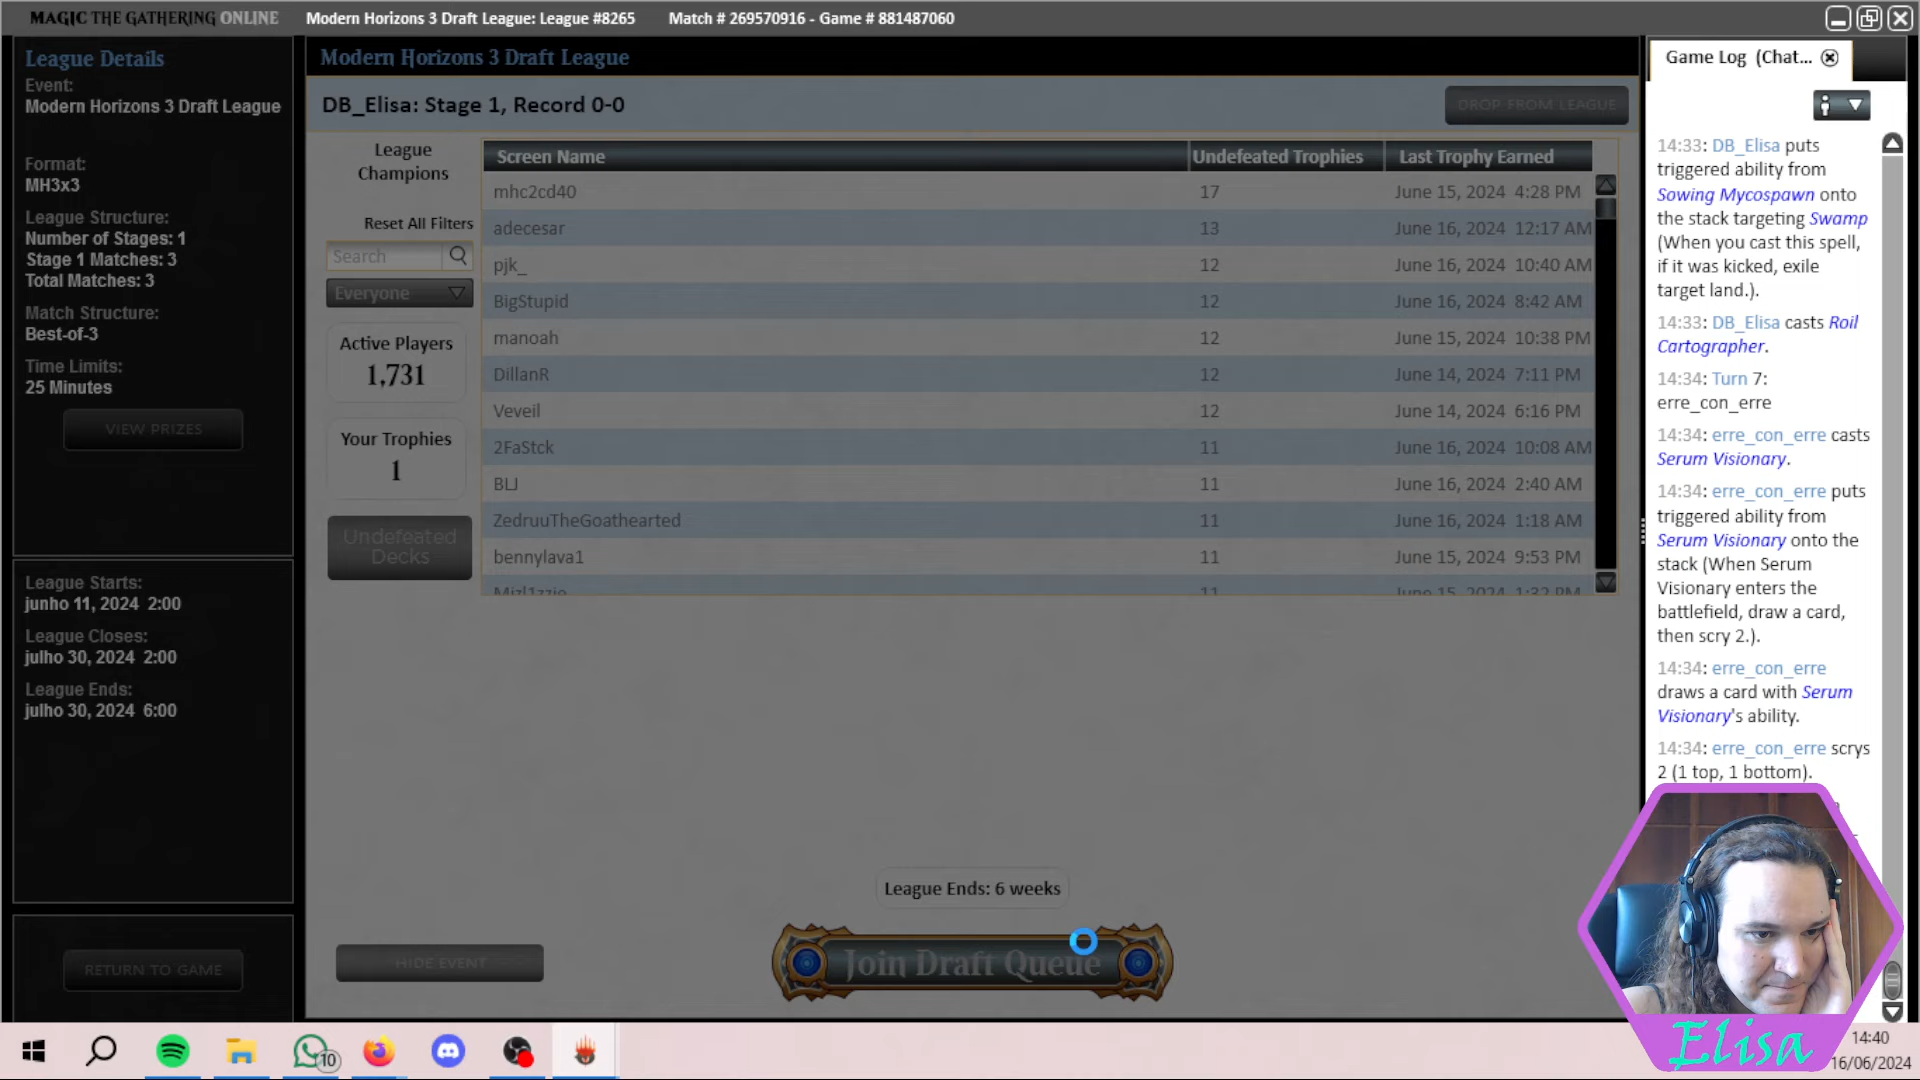 MAGIC THE GATHERING ONLINE
Modern Horizons 3 Draft League: League #8265
Match # 269570916 - Game # 881487060
League Details
Event:
Modern Horizons 3 Draft League
Format:
MH3x3
League Structure:
Number of Stages: 1
Stage 1 Matches: 3
Total Matches: 3
Match Structure:
Best-of-3
Time Limits:
25 Minutes
VIEW PRIZES
League Starts:
junho 11, 2024 2:00
League Closes:
julho 30, 2024 2:00
League Ends:
julho 30, 2024 6:00
RETURN TO GAME
Modern Horizons 3 Draft League
DB_Elisa: Stage 1, Record 0-0
DROP FROM LEAGUE
League
Champions
Reset All Filters
Search
Everyone
Active Players
1,731
Your Trophies
1
Undefeated
Decks
Screen Name Undefeated Trophies Last Trophy Earned
mhc2cd40 17 June 15, 2024 4:28 PM
adecesar 13 June 16, 2024 12:17 AM
pjk_ 12 June 16, 2024 10:40 AM
BigStupid 12 June 16, 2024 8:42 AM
manoah 12 June 15, 2024 10:38 PM
DillanR 12 June 14, 2024 7:11 PM
Veveil 12 June 14, 2024 6:16 PM
2FaStck 11 June 16, 2024 10:08 AM
BLJ 11 June 16, 2024 2:40 AM
ZedruuTheGoathearted 11 June 16, 2024 1:18 AM
bennylava1 11 June 15, 2024 9:53 PM
Mizl1zzie 11 June 15, 2024 1:32 PM
League Ends: 6 weeks
HIDE EVENT
Join Draft Queue
Game Log (Chat...
14:33: DB_Elisa puts
triggered ability from
Sowing Mycospawn onto
the stack targeting Swamp
(When you cast this spell,
if it was kicked, exile
target land.).
14:33: DB_Elisa casts Roil
Cartographer.
14:34: Turn 7:
erre_con_erre
14:34: erre_con_erre casts
Serum Visionary.
14:34: erre_con_erre puts
triggered ability from
Serum Visionary onto the
stack (When Serum
Visionary enters the
battlefield, draw a card,
then scry 2.).
14:34: erre_con_erre
draws a card with Serum
Visionary's ability.
14:34: erre_con_erre scrys
2 (1 top, 1 bottom).
Elisa
10
14:40
16/06/2024